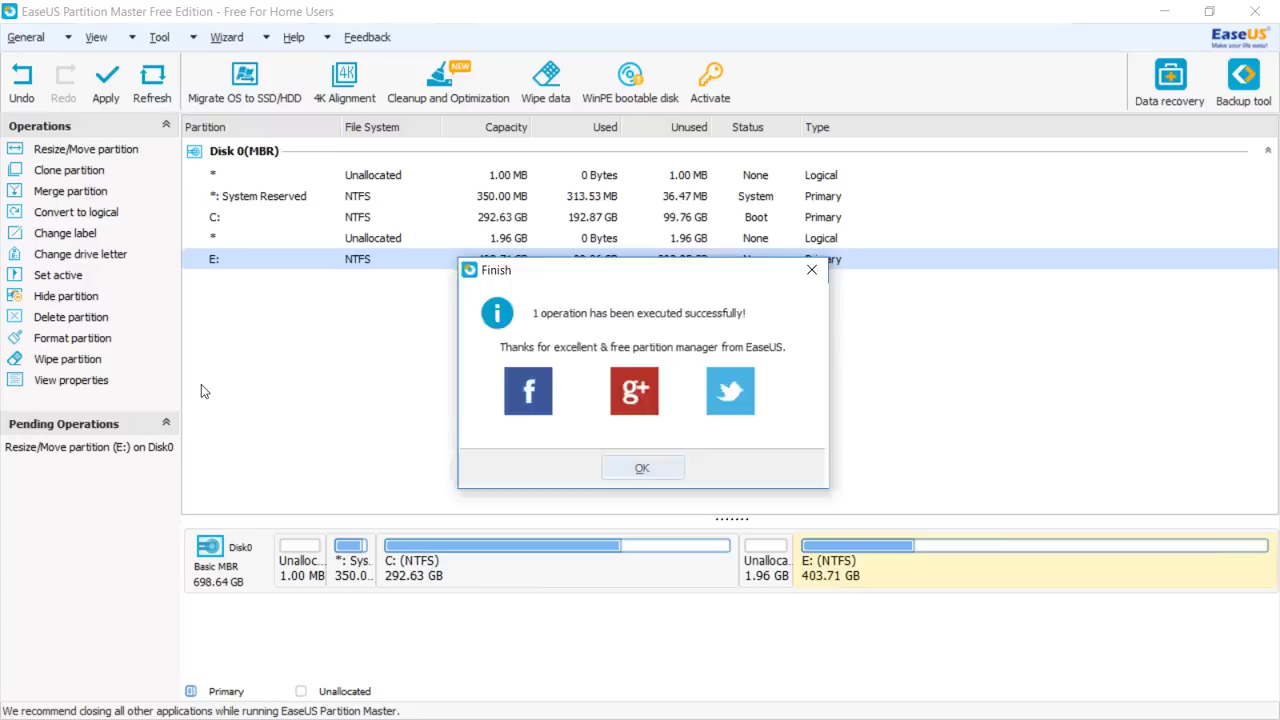 EaseUS Partition Master Free Edition - Free For Home Users
General View Tool Wizard Help Feedback
EaseUS
Make your life easy!
Undo Redo Apply Refresh Migrate OS to SSD/HDD 4K Alignment Cleanup and Optimization Wipe data WinPE bootable disk Activate Data recovery Backup tool
4K
NEW
Operations
Resize/Move partition
Clone partition
Merge partition
Convert to logical
Change label
Change drive letter
Set active
Hide partition
Delete partition
Format partition
Wipe partition
View properties
Pending Operations
Resize/Move partition (E:) on Disk0
Partition File System Capacity Used Unused Status Type
Disk 0(MBR)
* Unallocated 1.00 MB 0 Bytes 1.00 MB None Logical
*: System Reserved NTFS 350.00 MB 313.53 MB 36.47 MB System Primary
C: NTFS 292.63 GB 192.87 GB 99.76 GB Boot Primary
* Unallocated 1.96 GB 0 Bytes 1.96 GB None Logical
E: NTFS
Finish
1 operation has been executed successfully!
Thanks for excellent & free partition manager from EaseUS.
f g+
OK
Disk0
Basic MBR
698.64 GB
Unalloc...
1.00 MB
*: Sys...
350.0...
C: (NTFS)
292.63 GB
Unalloca...
1.96 GB
E: (NTFS)
403.71 GB
Primary Unallocated
We recommend closing all other applications while running EaseUS Partition Master.